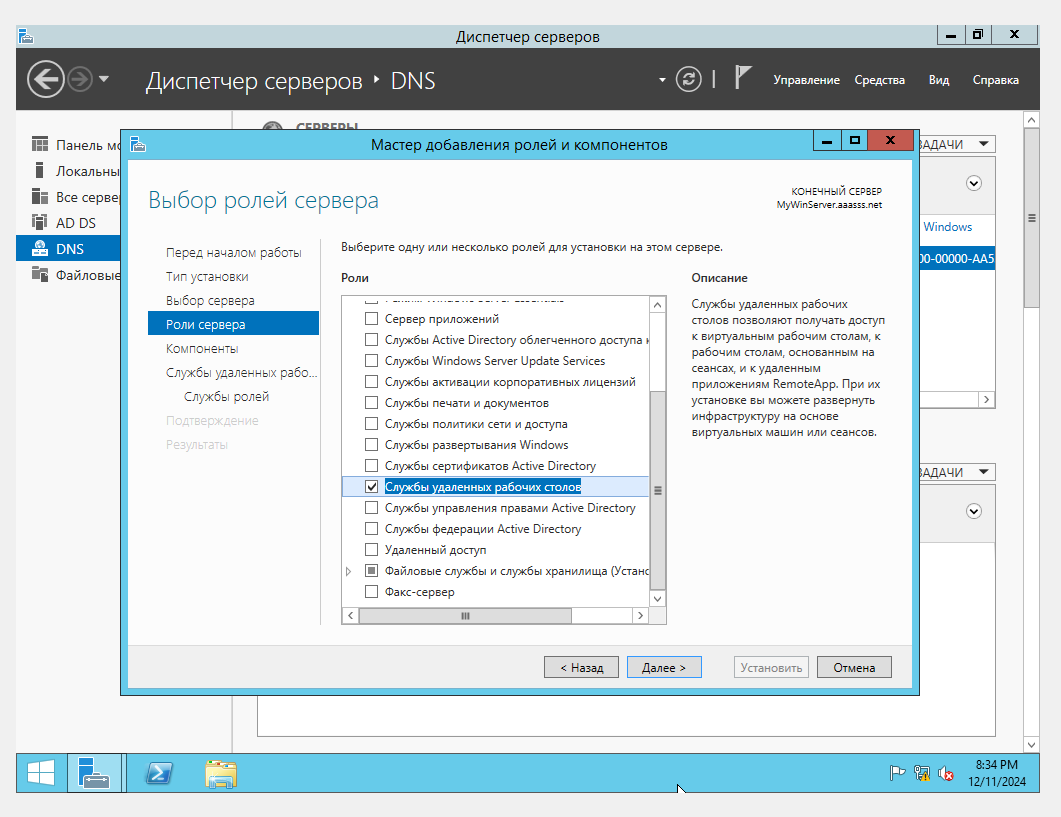 Диспетчер серверов
Диспетчер серверов ‣ DNS
Управление Средства Вид Справка
Локальны
Все сервер
AD DS
DNS
Файловые
СЕРВЕРЫ
ЗАДАЧИ
Windows
00-00000-AA5
ЗАДАЧИ
Мастер добавления ролей и компонентов
Выбор ролей сервера
КОНЕЧНЫЙ СЕРВЕР
MyWinServer.aaasss.net
Перед началом работы
Тип установки
Выбор сервера
Роли сервера
Компоненты
Службы удаленных рабо...
Службы ролей
Подтверждение
Результаты
Выберите одну или несколько ролей для установки на этом сервере.
Роли
Сервер приложений
Службы Active Directory облегченного доступа к
Службы Windows Server Update Services
Службы активации корпоративных лицензий
Службы печати и документов
Службы политики сети и доступа
Службы развертывания Windows
Службы сертификатов Active Directory
Службы удаленных рабочих столов
Службы управления правами Active Directory
Службы федерации Active Directory
Удаленный доступ
Файловые службы и службы хранилища (Устано
Факс-сервер
Описание
Службы удаленных рабочих
столов позволяют получать доступ
к виртуальным рабочим столам, к
рабочим столам, основанным на
сеансах, и к удаленным
приложениям RemoteApp. При их
установке вы можете развернуть
инфраструктуру на основе
виртуальных машин или сеансов.
< Назад
Далее >
Установить
Отмена
8:34 PM
12/11/2024